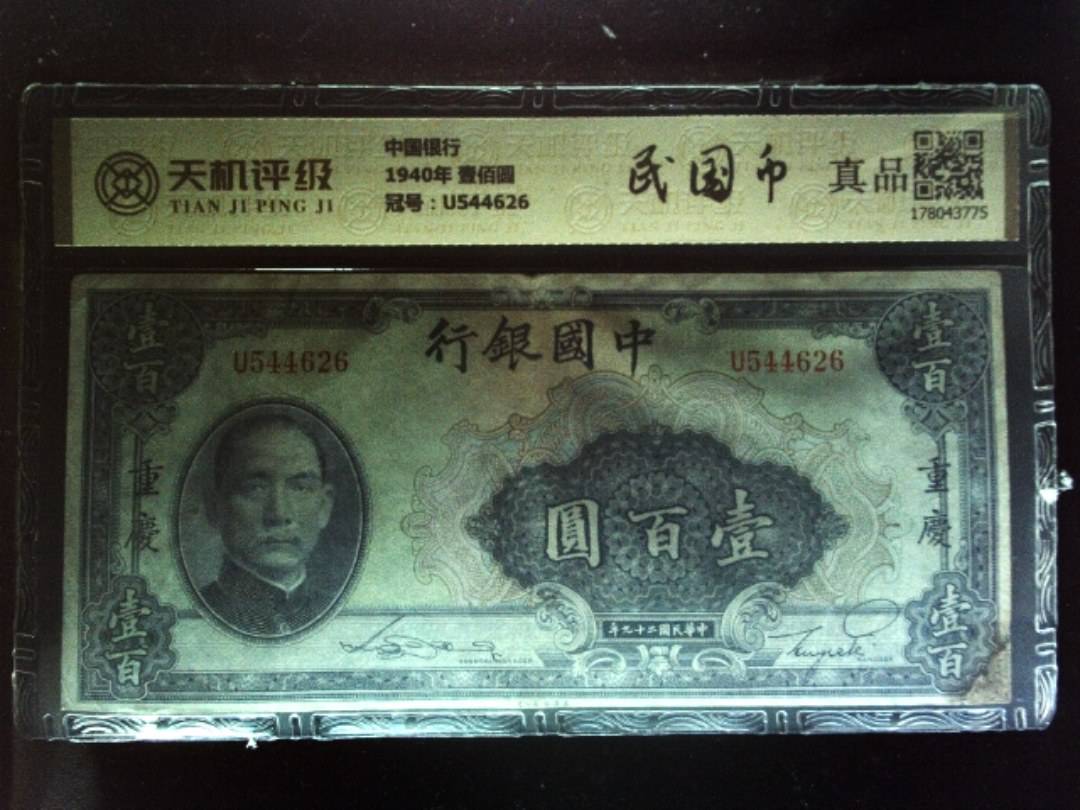 天机评级
TIAN JI PING JI
中国银行
1940年 壹佰圆
冠号：U544626
民国币
真品
178043775
壹百
壹百
行銀國中
U544626
U544626
重慶
重慶
圓百壹
年九十二國民華中
壹百
壹百